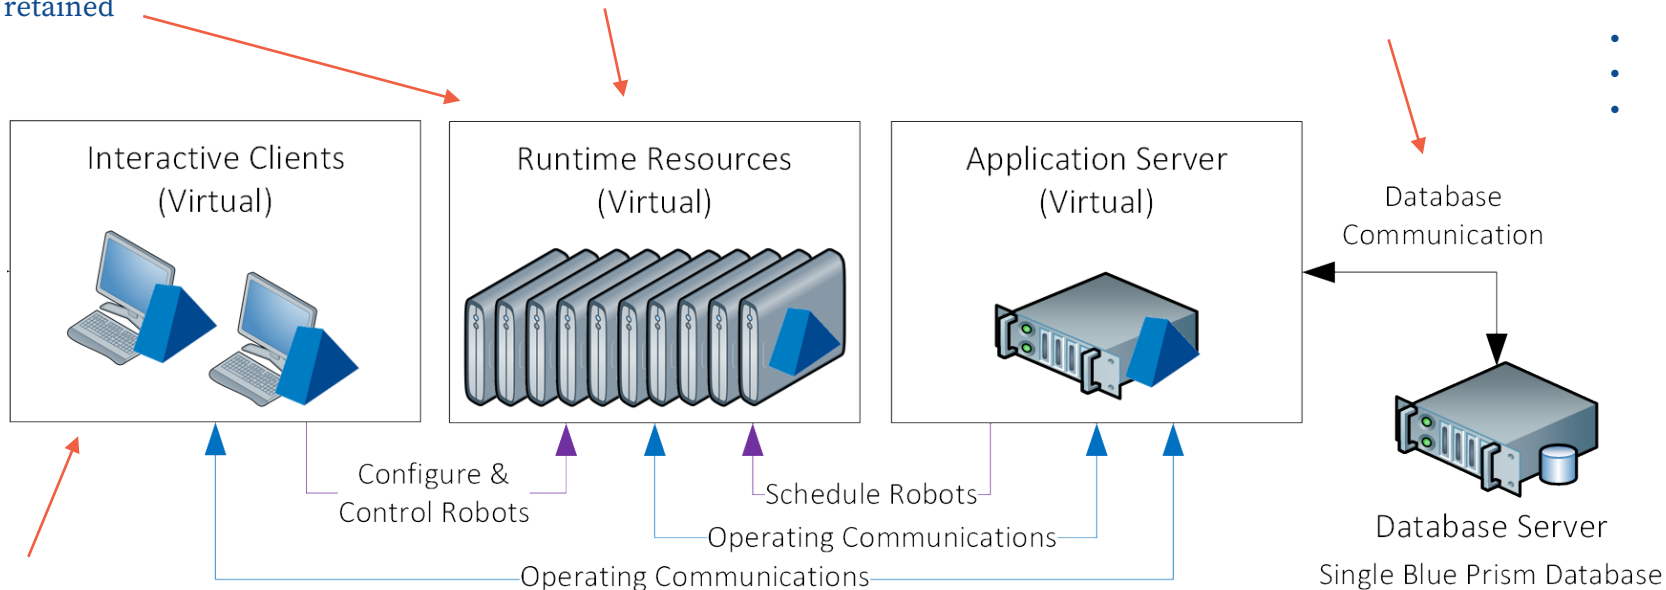 retained
Interactive Clients
(Virtual)
Runtime Resources
(Virtual)
Application Server
(Virtual)
Database
Communication
Configure &
Control Robots
Schedule Robots
Operating Communications
Operating Communications
Database Server
Single Blue Prism Database